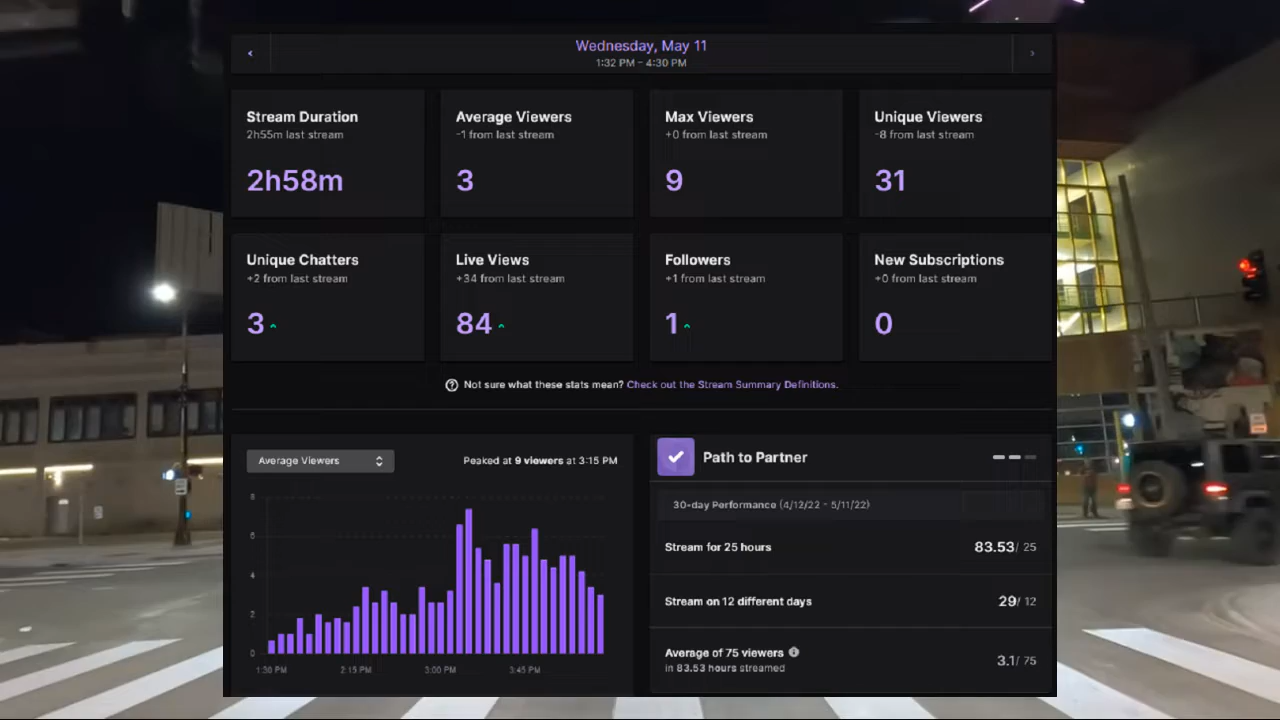 Wednesday, May 11
1:32 PM – 4:30 PM
Stream Duration
2h55m last stream
2h58m
Average Viewers
-1 from last stream
3
Max Viewers
+0 from last stream
9
Unique Viewers
-8 from last stream
31
Unique Chatters
+2 from last stream
3
Live Views
+34 from last stream
84
Followers
+1 from last stream
1
New Subscriptions
+0 from last stream
0
Not sure what these stats mean? Check out the Stream Summary Definitions.
Average Viewers
Peaked at 9 viewers at 3:15 PM
8
6
4
2
0
1:30 PM
2:15 PM
3:00 PM
3:45 PM
Path to Partner
30-day Performance (4/12/22 - 5/11/22)
Stream for 25 hours
83.53/ 25
Stream on 12 different days
29/ 12
Average of 75 viewers
in 83.53 hours streamed
3.1/ 75